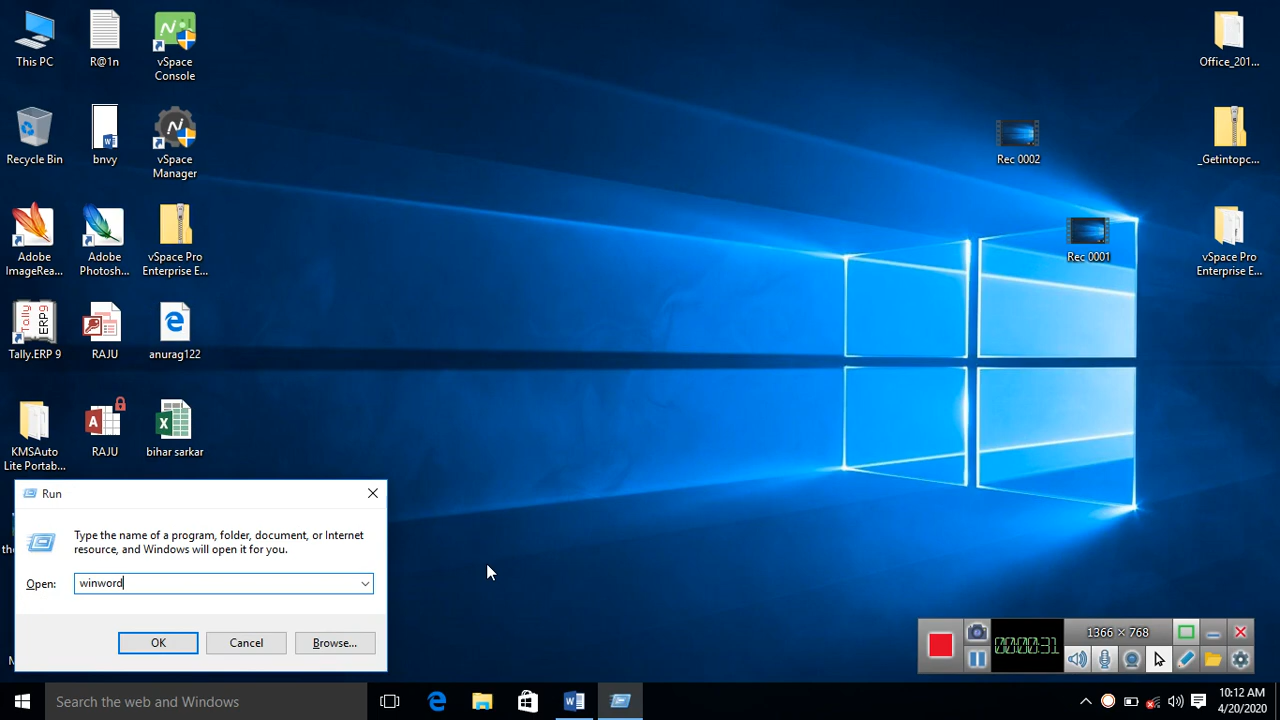 This PC
R@1n
vSpace
Console
Recycle Bin
bnvy
vSpace
Manager
Adobe
ImageRea...
Adobe
Photosh...
vSpace Pro
Enterprise E...
Tally.ERP 9
RAJU
anurag122
KMSAuto
Lite Portab...
RAJU
bihar sarkar
Rec 0002
Rec 0001
Office_201...
_Getintopc...
vSpace Pro
Enterprise E...
Run
Type the name of a program, folder, document, or Internet
resource, and Windows will open it for you.
Open:
winword
OK
Cancel
Browse...
00:00:31
1366 × 768
Search the web and Windows
10:12 AM
4/20/2020